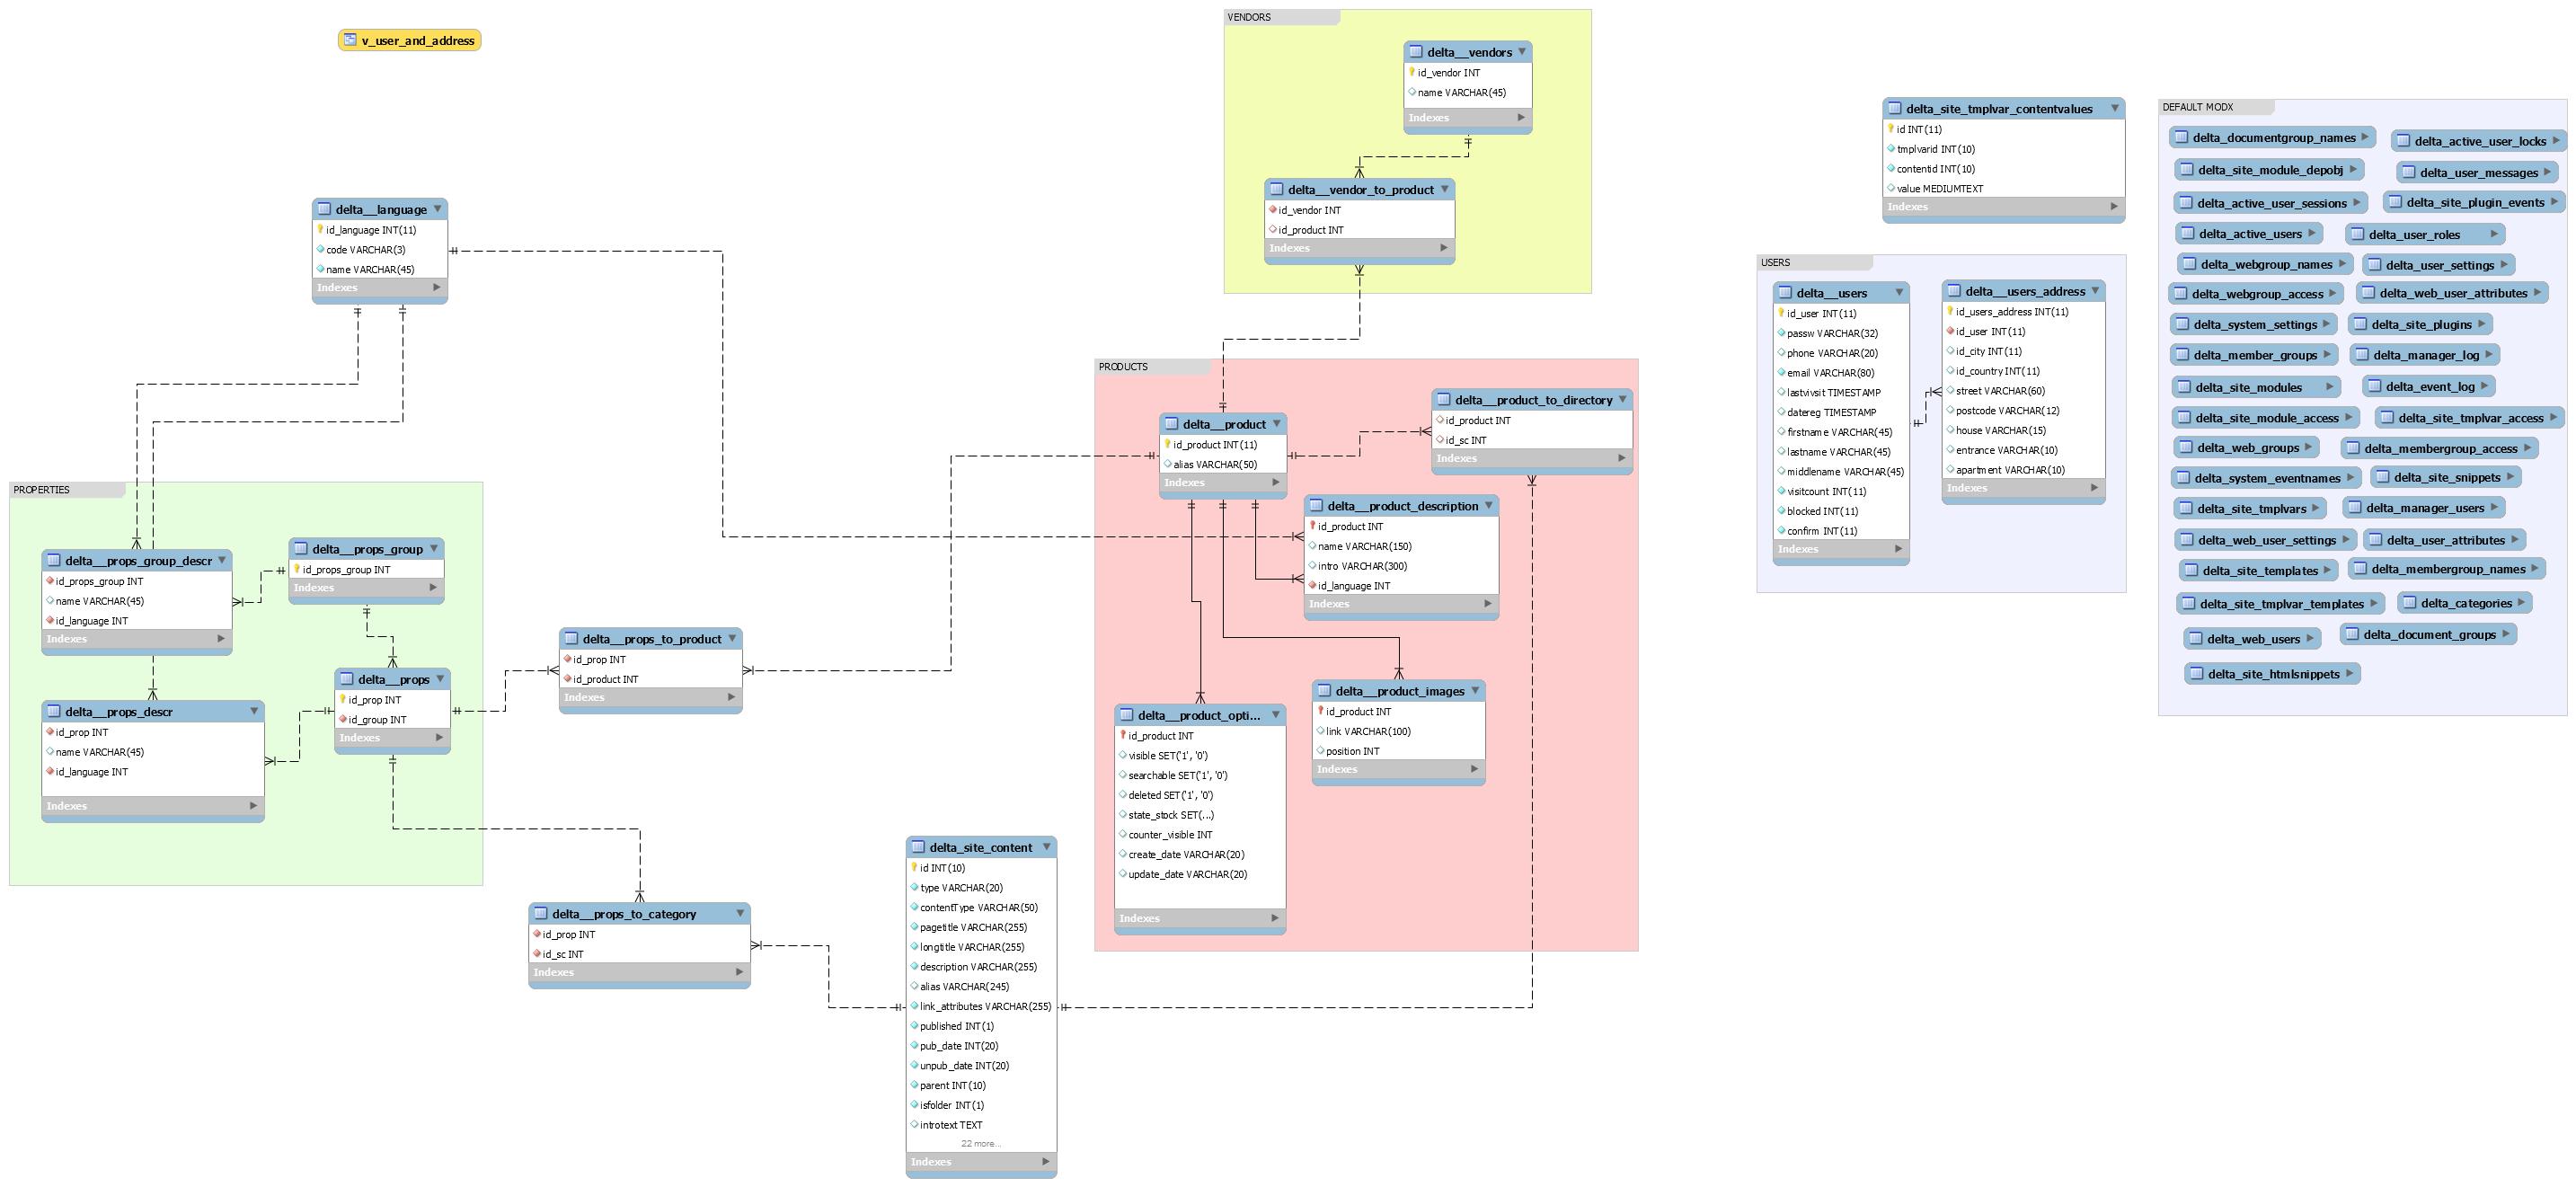 v_user_and_address
VENDORS
delta__vendors
id_vendor INT
name VARCHAR(45)
Indexes
delta__vendor_to_product
id_vendor INT
id_product INT
Indexes
delta__language
id_language INT(11)
code VARCHAR(3)
name VARCHAR(45)
Indexes
PROPERTIES
delta__props_group_descr
id_props_group INT
name VARCHAR(45)
id_language INT
Indexes
delta__props_group
id_props_group INT
Indexes
delta__props
id_prop INT
id_group INT
Indexes
delta__props_descr
id_prop INT
name VARCHAR(45)
id_language INT
Indexes
delta__props_to_product
id_prop INT
id_product INT
Indexes
delta__props_to_category
id_prop INT
id_sc INT
Indexes
delta_site_content
id INT(10)
type VARCHAR(20)
contentType VARCHAR(50)
pagetitle VARCHAR(255)
longtitle VARCHAR(255)
description VARCHAR(255)
alias VARCHAR(245)
link_attributes VARCHAR(255)
published INT(1)
pub_date INT(20)
unpub_date INT(20)
parent INT(10)
isfolder INT(1)
introtext TEXT
22 more...
Indexes
PRODUCTS
delta__product
id_product INT(11)
alias VARCHAR(50)
Indexes
delta__product_to_directory
id_product INT
id_sc INT
Indexes
delta__product_description
id_product INT
name VARCHAR(150)
intro VARCHAR(300)
id_language INT
Indexes
delta__product_images
id_product INT
link VARCHAR(100)
position INT
Indexes
delta__product_opti...
id_product INT
visible SET('1', '0')
searchable SET('1', '0')
deleted SET('1', '0')
state_stock SET(...)
counter_visible INT
create_date VARCHAR(20)
update_date VARCHAR(20)
Indexes
delta_site_tmplvar_contentvalues
id INT(11)
tmplvarid INT(10)
contentid INT(10)
value MEDIUMTEXT
Indexes
USERS
delta__users
id_user INT(11)
passw VARCHAR(32)
phone VARCHAR(20)
email VARCHAR(80)
lastvivsit TIMESTAMP
datereg TIMESTAMP
firstname VARCHAR(45)
lastname VARCHAR(45)
middlename VARCHAR(45)
visitcount INT(11)
blocked INT(11)
confirm INT(11)
Indexes
delta__users_address
id_users_address INT(11)
id_user INT(11)
id_city INT(11)
id_country INT(11)
street VARCHAR(60)
postcode VARCHAR(12)
house VARCHAR(15)
entrance VARCHAR(10)
apartment VARCHAR(10)
Indexes
DEFAULT MODX
delta_documentgroup_names
delta_active_user_locks
delta_site_module_depobj
delta_user_messages
delta_active_user_sessions
delta_site_plugin_events
delta_active_users
delta_user_roles
delta_webgroup_names
delta_user_settings
delta_webgroup_access
delta_web_user_attributes
delta_system_settings
delta_site_plugins
delta_member_groups
delta_manager_log
delta_site_modules
delta_event_log
delta_site_module_access
delta_site_tmplvar_access
delta_web_groups
delta_membergroup_access
delta_system_eventnames
delta_site_snippets
delta_site_tmplvars
delta_manager_users
delta_web_user_settings
delta_user_attributes
delta_site_templates
delta_membergroup_names
delta_site_tmplvar_templates
delta_categories
delta_web_users
delta_document_groups
delta_site_htmlsnippets